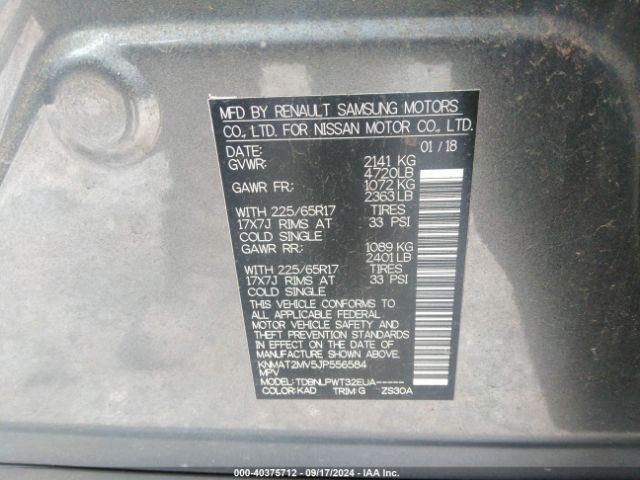 MFD BY RENAULT SAMSUNG MOTORS
CO., LTD. FOR NISSAN MOTOR CO., LTD.
DATE: 01 / 18
GVWR: 2141 KG
4720LB
GAWR FR: 1072 KG
2363 LB
WITH 225/65R17 TIRES
17X7J RIMS AT 33 PSI
COLD SINGLE
GAWR RR: 1089 KG
2401 LB
WITH 225/65R17 TIRES
17X7J RIMS AT 33 PSI
COLD SINGLE
THIS VEHICLE CONFORMS TO
ALL APPLICABLE FEDERAL
MOTOR VEHICLE SAFETY AND
THEFT PREVENTION STANDARDS
IN EFFECT ON THE DATE OF
MANUFACTURE SHOWN ABOVE.
KNMAT2MV5JP556584
MPV
MODEL: TDBNLPWT32EUA-----
COLOR: KAD TRIM: G ZS30A
000-40375712 - 09/17/2024 - IAA Inc.